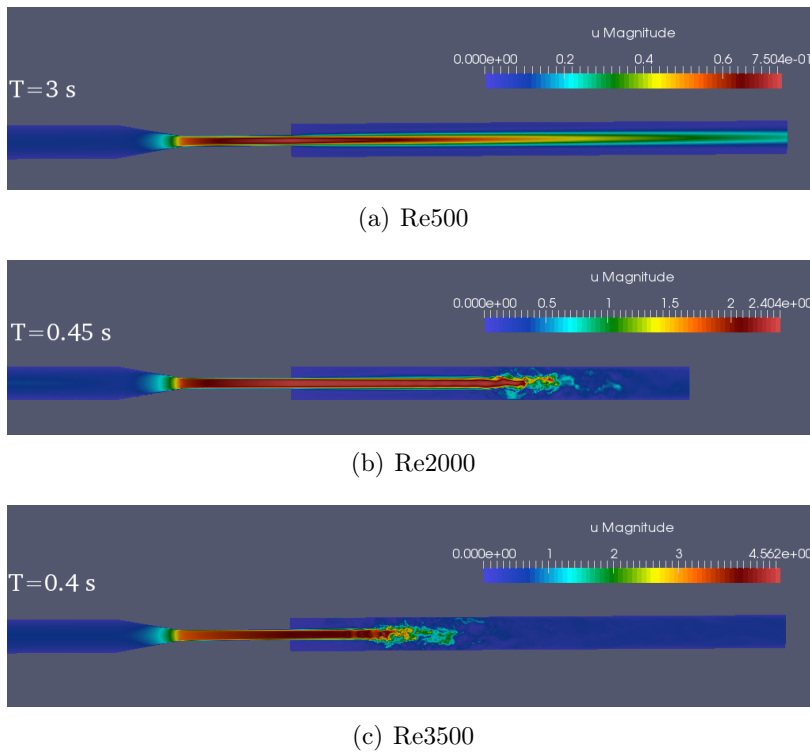 u Magnitude
0.000e+00 0.2 0.4 0.6 7.504e-01
T=3 s
(a) Re500
u Magnitude
0.000e+00 0.5 1 1.5 2 2.404e+00
T=0.45 s
(b) Re2000
u Magnitude
0.000e+00 1 2 3 4.562e+00
T=0.4 s
(c) Re3500